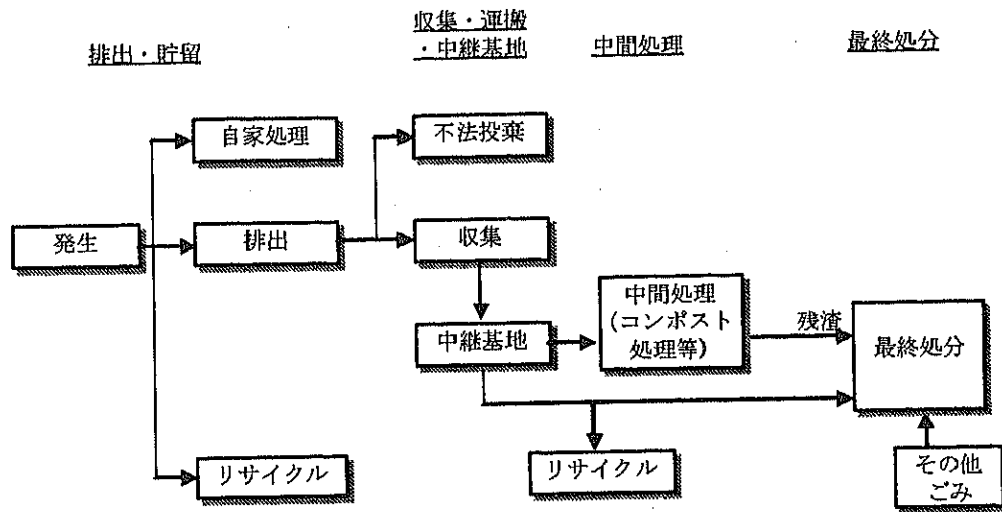 排出・貯留
収集・運搬
・中継基地
中間処理
最終処分
自家処理
不法投棄
発生
排出
収集
中継基地
中間処理
(コンポスト
処理等)
残渣
最終処分
リサイクル
リサイクル
その他
ごみ